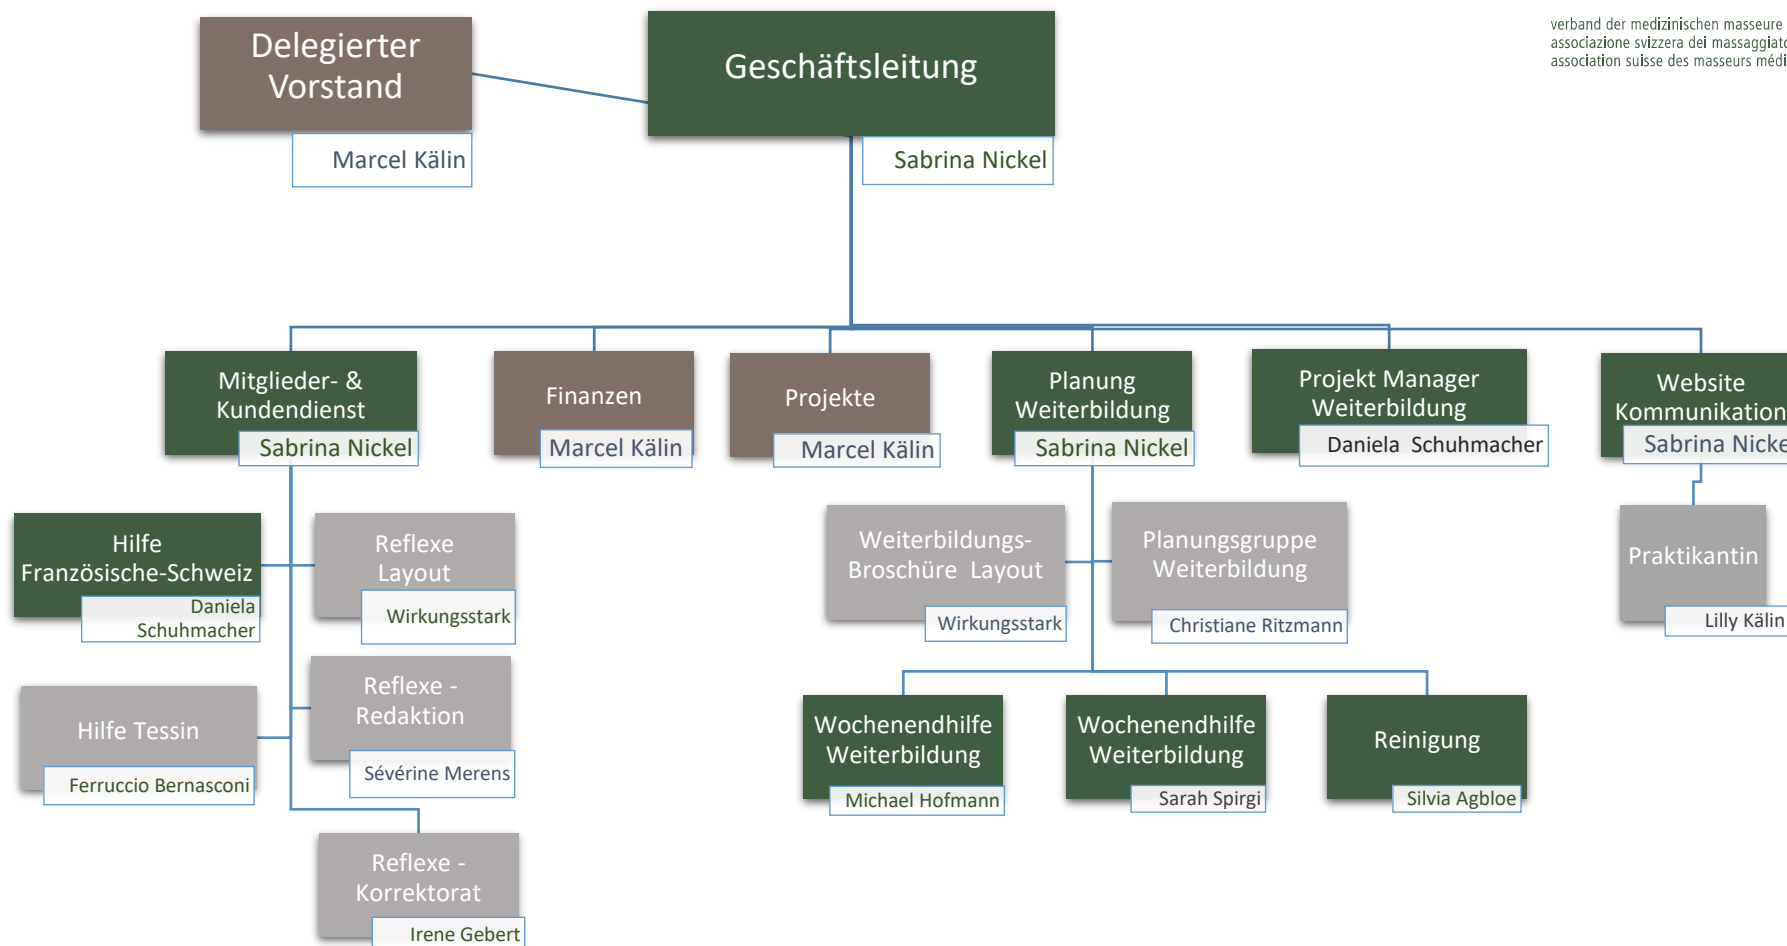 verband der medizinischen masseure
associazione svizzera dei
association suisse des masseurs
Delegierter
Vorstand
Marcel Kälin
Geschäftsleitung
Sabrina Nickel
Mitglieder- &
Kundendienst
Sabrina Nickel
Finanzen
Marcel Kälin
Projekte
Marcel Kälin
Planung
Weiterbildung
Sabrina Nickel
Projekt Manager
Weiterbildung
Daniela Schuhmacher
Website
Kommunikation
Sabrina
Hilfe
Französische-Schweiz
Daniela
Schuhmacher
Reflexe
Layout
Wirkungsstark
Weiterbildungs-
Broschüre Layout
Wirkungsstark
Planungsgruppe
Weiterbildung
Christiane Ritzmann
Praktikantin
Lilly Kälin
Hilfe Tessin
Ferruccio Bernasconi
Reflexe -
Redaktion
Sévérine Merens
Wochenendhilfe
Weiterbildung
Michael Hofmann
Wochenendhilfe
Weiterbildung
Sarah Spirgi
Reinigung
Silvia Agbloe
Reflexe -
Korrektorat
Irene Gebert